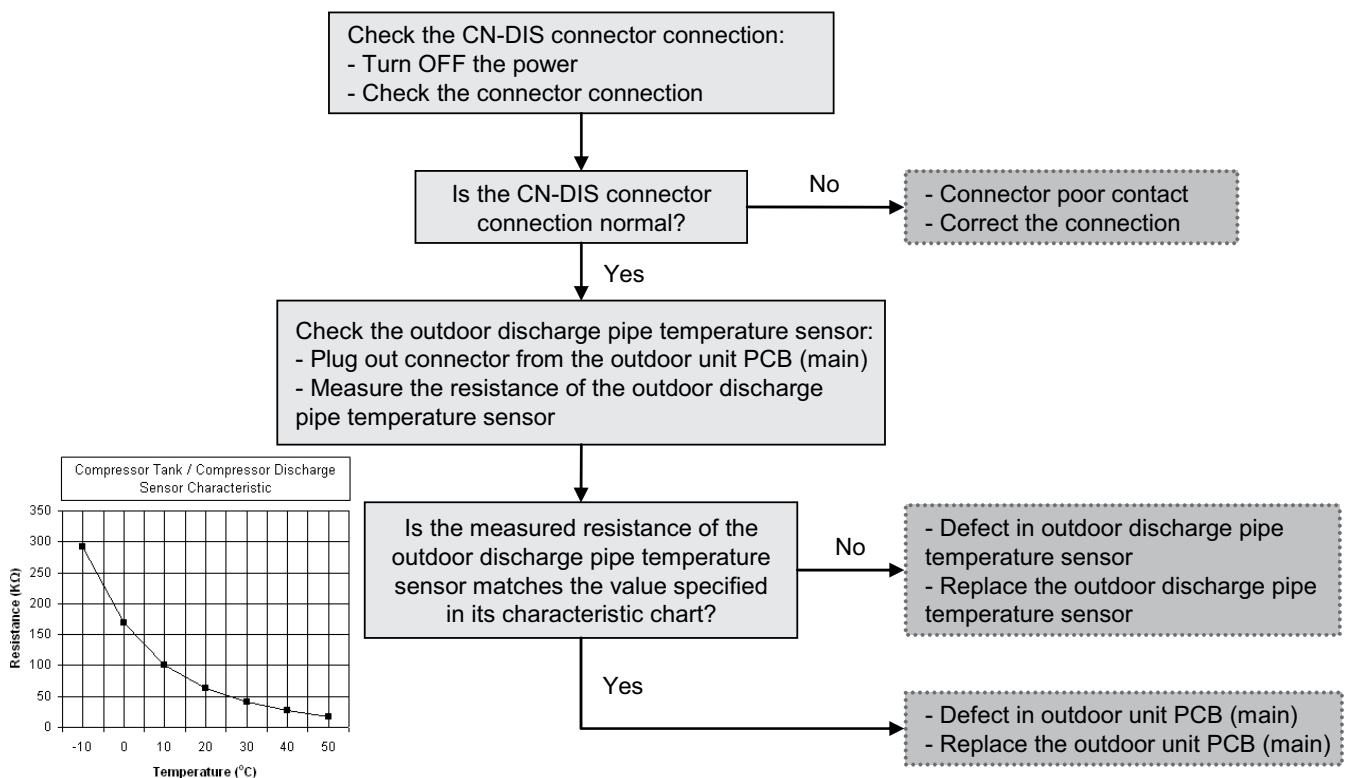 Check the CN-DIS connector connection:
- Turn OFF the power
- Check the connector connection
Is the CN-DIS connector
connection normal?
No
- Connector poor contact
- Correct the connection
Yes
Check the outdoor discharge pipe temperature sensor:
- Plug out connector from the outdoor unit PCB (main)
- Measure the resistance of the outdoor discharge
pipe temperature sensor
Compressor Tank / Compressor Discharge
Sensor Characteristic
350
300
250
200
150
100
50
0
Resistance (KΩ)
-10 0 10 20 30 40 50
Temperature (°C)
Is the measured resistance of the
outdoor discharge pipe temperature
sensor matches the value specified
in its characteristic chart?
No
- Defect in outdoor discharge pipe
temperature sensor
- Replace the outdoor discharge pipe
temperature sensor
Yes
- Defect in outdoor unit PCB (main)
- Replace the outdoor unit PCB (main)